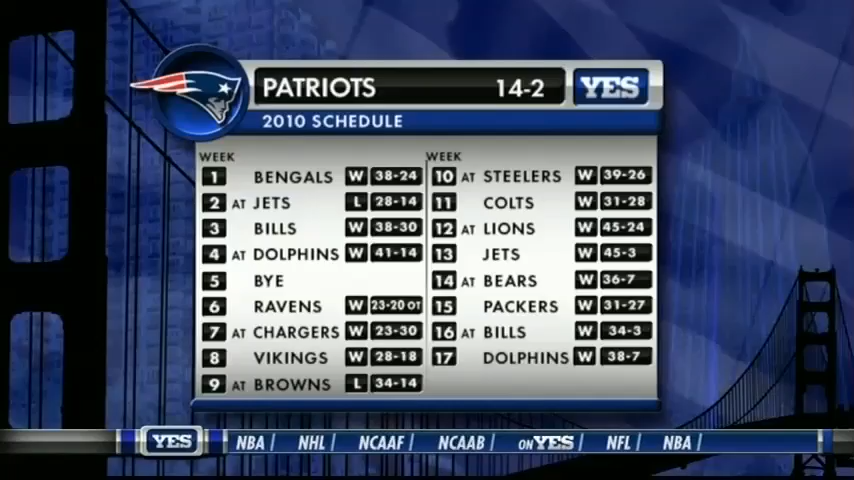 PATRIOTS 14-2 YES
2010 SCHEDULE
WEEK
1 BENGALS W 38-24
2 AT JETS L 28-14
3 BILLS W 38-30
4 AT DOLPHINS W 41-14
5 BYE
6 RAVENS W 23-20 OT
7 AT CHARGERS W 23-30
8 VIKINGS W 28-18
9 AT BROWNS L 34-14
WEEK
10 AT STEELERS W 39-26
11 COLTS W 31-28
12 AT LIONS W 45-24
13 JETS W 45-3
14 AT BEARS W 36-7
15 PACKERS W 31-27
16 AT BILLS W 34-3
17 DOLPHINS W 38-7
YES NBA / NHL / NCAAF / NCAAB / ON YES / NFL / NBA /